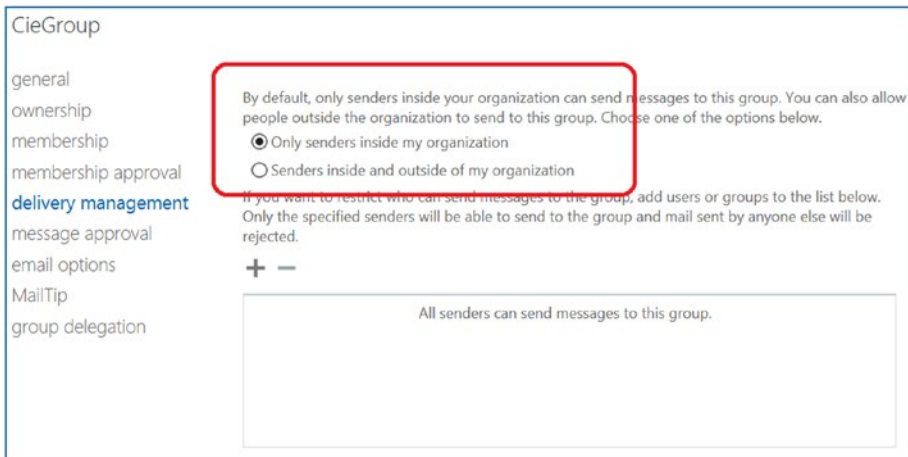 CieGroup
general
ownership
membership
membership approval
delivery management
message approval
email options
MailTip
group delegation
By default, only senders inside your organization can send messages to this group. You can also allow
people outside the organization to send to this group. Choose one of the options below.
Only senders inside my organization
Senders inside and outside of my organization
If you want to restrict who can send messages to the group, add users or groups to the list below.
Only the specified senders will be able to send to the group and mail sent by anyone else will be
rejected.
All senders can send messages to this group.